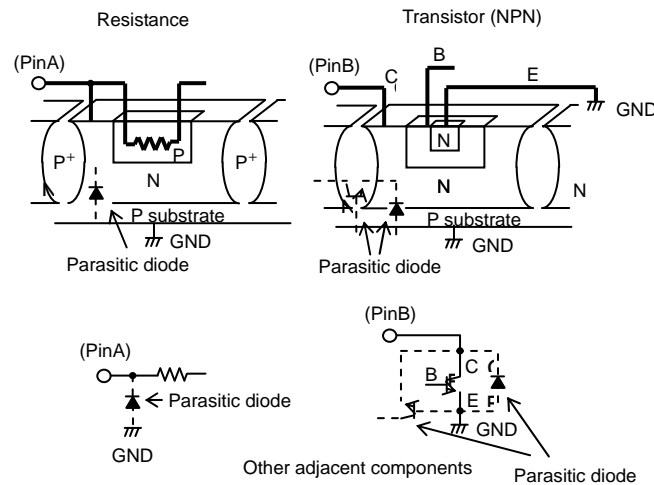 Resistance
Transistor (NPN)
(PinA)
(PinB)
B
C
E
GND
P+
P
P+
N
N
N
N
P substrate
P substrate
GND
GND
Parasitic diode
Parasitic diode
(PinB)
(PinA)
C
B
E
Parasitic diode
GND
GND
Other adjacent components
Parasitic diode